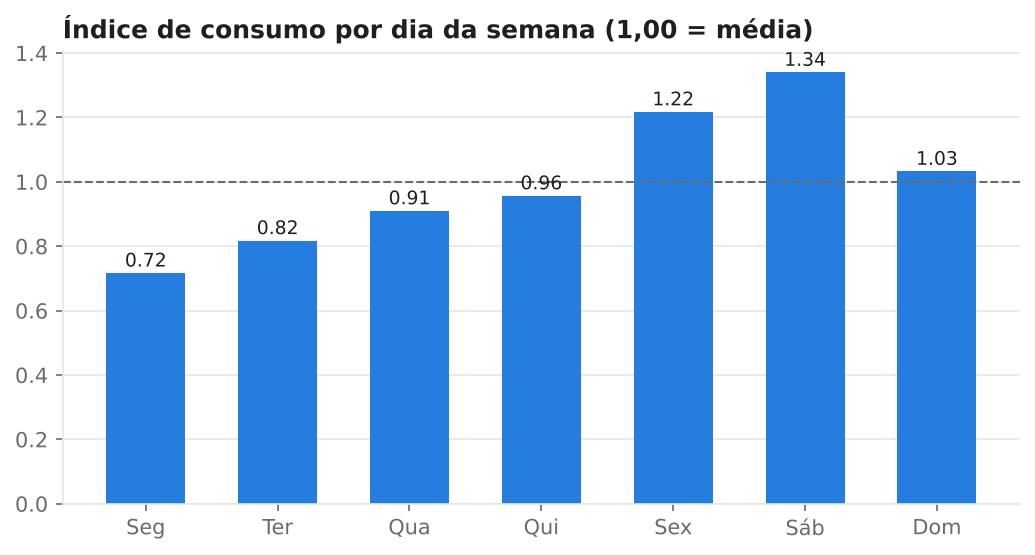 Índice de consumo por dia da semana (1,00 = média)
1.4
1.2
1.0
0.8
0.6
0.4
0.2
0.0
0.72
0.82
0.91
0.96
1.22
1.34
1.03
Seg
Ter
Qua
Qui
Sex
Sáb
Dom